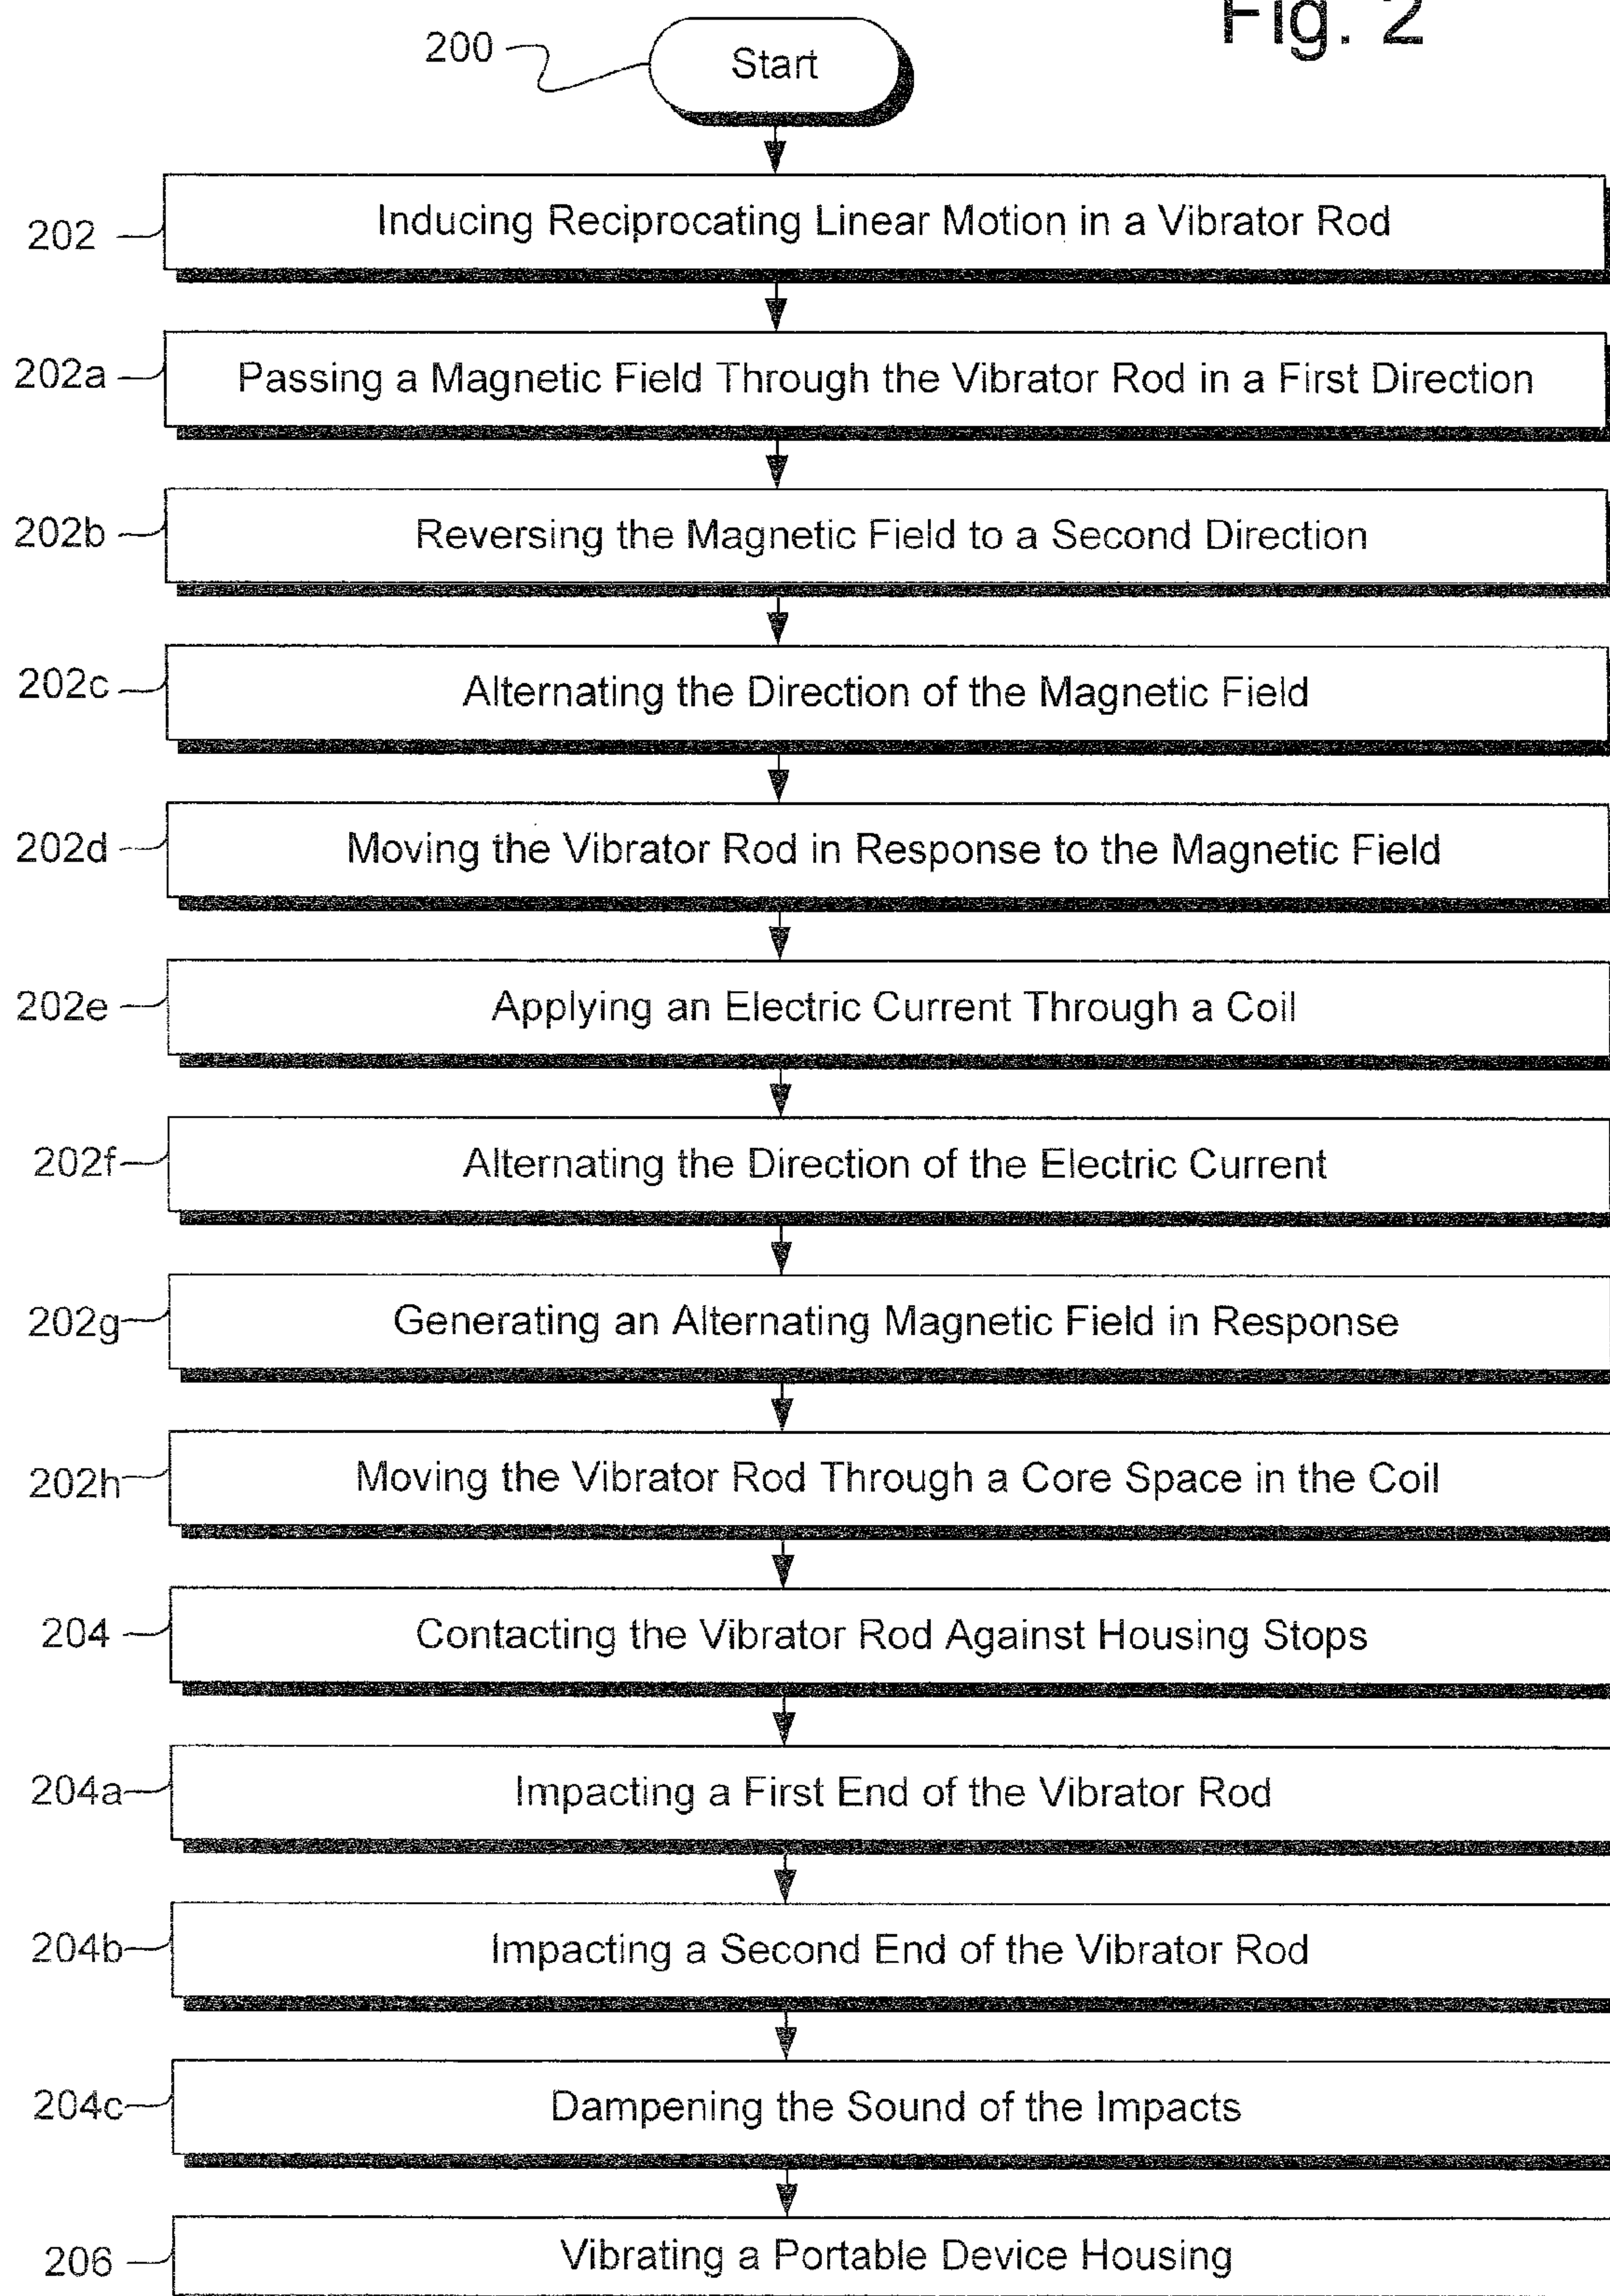 Fig. 2
200
Start
202
Inducing Reciprocating Linear Motion in a Vibrator Rod
202a
Passing a Magnetic Field Through the Vibrator Rod in a First Direction
202b
Reversing the Magnetic Field to a Second Direction
202c
Alternating the Direction of the Magnetic Field
202d
Moving the Vibrator Rod in Response to the Magnetic Field
202e
Applying an Electric Current Through a Coil
202f
Alternating the Direction of the Electric Current
202g
Generating an Alternating Magnetic Field in Response
202h
Moving the Vibrator Rod Through a Core Space in the Coil
204
Contacting the Vibrator Rod Against Housing Stops
204a
Impacting a First End of the Vibrator Rod
204b
Impacting a Second End of the Vibrator Rod
204c
Dampening the Sound of the Impacts
206
Vibrating a Portable Device Housing